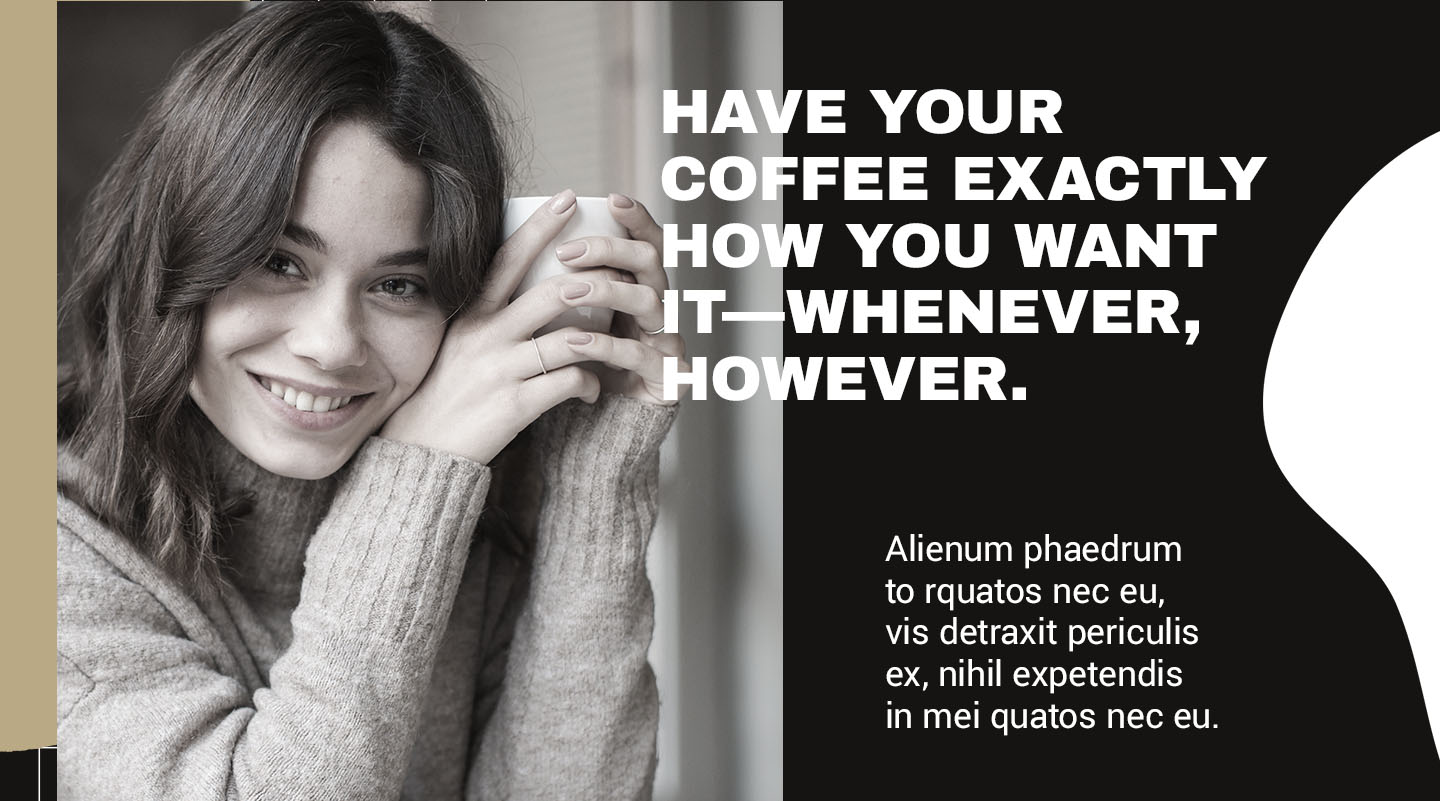 HAVE YOUR
COFFEE EXACTLY
HOW YOU WANT
IT—WHENEVER,
HOWEVER.
Alienum phaedrum
to rquatos nec eu,
vis detraxit periculis
ex, nihil expetendis
in mei quatos nec eu.